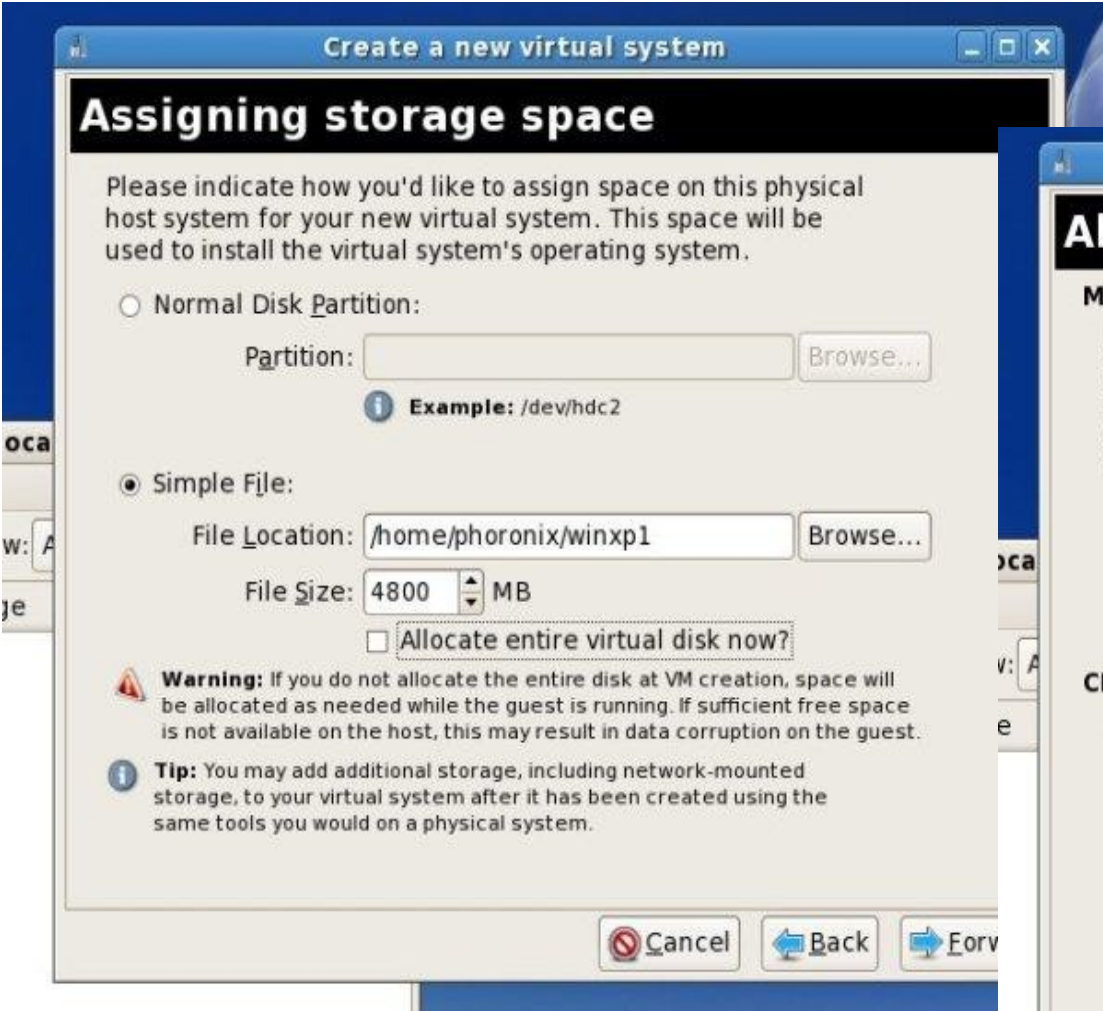 Create a new virtual system
Assigning storage space
Please indicate how you'd like to assign space on this physical
host system for your new virtual system. This space will be
used to install the virtual system's operating system.
Normal Disk Partition:
Partition: Browse...
Example: /dev/hdc2
Simple File:
File Location: /home/phoronix/winxp1 Browse...
File Size: 4800 MB
Allocate entire virtual disk now?
Warning: If you do not allocate the entire disk at VM creation, space will
be allocated as needed while the guest is running. If sufficient free space
is not available on the host, this may result in data corruption on the guest.
Tip: You may add additional storage, including network-mounted
storage, to your virtual system after it has been created using the
same tools you would on a physical system.
Cancel Back